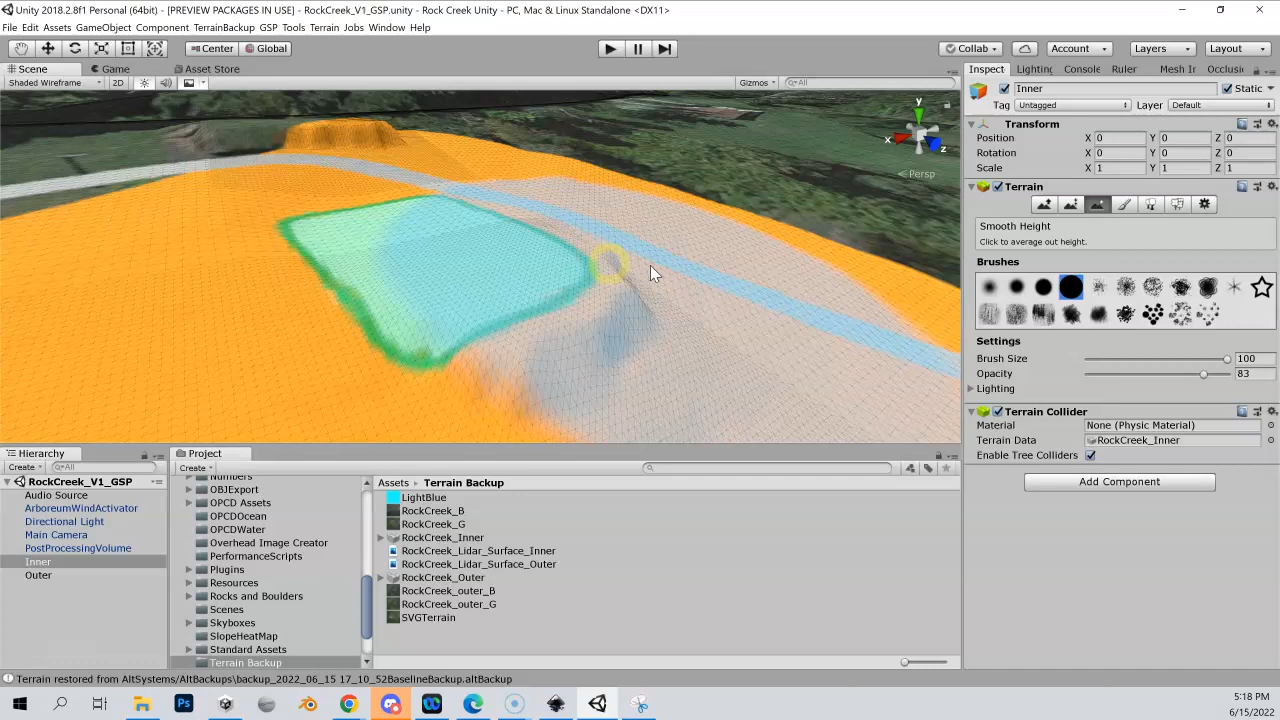 Unity 2018.2.8f1 Personal (64bit) - [PREVIEW PACKAGES IN USE] - RockCreek_V1_GSP.unity - Rock Creek Unity - PC, Mac & Linux Standalone <DX11>
File Edit Assets GameObject Component TerrainBackup GSP Tools Terrain Jobs Window Help
Center Global Collab Account Layers Layout
Scene Game Asset Store
Shaded Wireframe 2D Gizmos All
y
x
z
Persp
Inspect Lighting Console Ruler Mesh Ir Occlusi
Inner Static
Tag Untagged Layer Default
Transform
Position X 0 Y 0 Z 0
Rotation X 0 Y 0 Z 0
Scale X 1 Y 1 Z 1
Terrain
Smooth Height
Click to average out height.
Brushes
Settings
Brush Size 100
Opacity 83
Lighting
Terrain Collider
Material None (Physic Material)
Terrain Data RockCreek_Inner
Enable Tree Colliders
Add Component
Hierarchy
Create All
RockCreek_V1_GSP
Audio Source
ArboreumWindActivator
Directional Light
Main Camera
PostProcessingVolume
Inner
Outer
Project
Create
Numbers
OBJExport
OPCD Assets
OPCDOcean
OPCDWater
Overhead Image Creator
PerformanceScripts
Plugins
Resources
Rocks and Boulders
Scenes
Skyboxes
SlopeHeatMap
Standard Assets
Terrain Backup
Assets Terrain Backup
LightBlue
RockCreek_B
RockCreek_G
RockCreek_Inner
RockCreek_Lidar_Surface_Inner
RockCreek_Lidar_Surface_Outer
RockCreek_Outer
RockCreek_outer_B
RockCreek_outer_G
SVGTerrain
Terrain restored from AltSystems/AltBackups\backup_2022_06_15 17_10_52BaselineBackup.altBackup
Ps
5:18 PM
6/15/2022